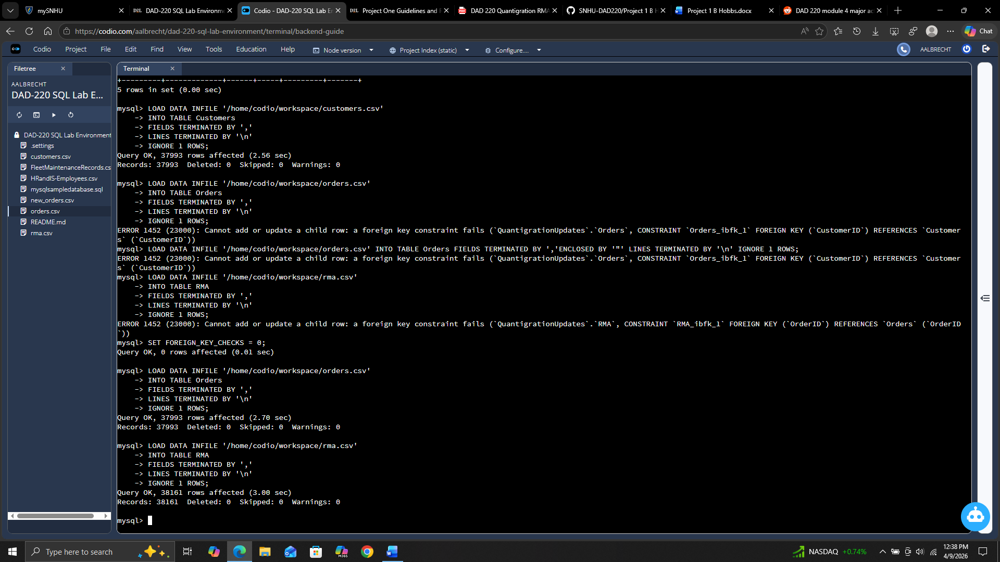 mySNHU
D2L DAD-220 SQL Lab Environme
Codio - DAD-220 SQL Lab E
D2L Project One Guidelines and
PDF DAD 220 Quantigration RMA
SNHU-DAD220/Project 1 B H
Project 1 B Hobbs.docx
DAD 220 module 4 major ac
https://codio.com/aalbrecht/dad-220-sql-lab-environment/terminal/backend-guide
Chat
Codio Project File Edit Find View Tools Education Help Node version Project Index (static) Configure.... AALBRECHT
Filetree
AALBRECHT
DAD-220 SQL Lab E...
DAD-220 SQL Lab Environment
.settings
customers.csv
FleetMaintenanceRecords.cs
HRandIS-Employees.csv
mysqlsampledatabase.sql
new_orders.csv
orders.csv
README.md
rma.csv
Terminal
+---------+-------------+------+-----+---------+-------+
5 rows in set (0.00 sec)
mysql> LOAD DATA INFILE '/home/codio/workspace/customers.csv'
-> INTO TABLE Customers
-> FIELDS TERMINATED BY ','
-> LINES TERMINATED BY '\n'
-> IGNORE 1 ROWS;
Query OK, 37993 rows affected (2.56 sec)
Records: 37993  Deleted: 0  Skipped: 0  Warnings: 0
mysql> LOAD DATA INFILE '/home/codio/workspace/orders.csv'
-> INTO TABLE Orders
-> FIELDS TERMINATED BY ','
-> LINES TERMINATED BY '\n'
-> IGNORE 1 ROWS;
ERROR 1452 (23000): Cannot add or update a child row: a foreign key constraint fails (`QuantigrationUpdates`.`Orders`, CONSTRAINT `Orders_ibfk_1` FOREIGN KEY (`CustomerID`) REFERENCES `Customer
s` (`CustomerID`))
mysql> LOAD DATA INFILE '/home/codio/workspace/orders.csv' INTO TABLE Orders FIELDS TERMINATED BY ','ENCLOSED BY '"' LINES TERMINATED BY '\n' IGNORE 1 ROWS;
ERROR 1452 (23000): Cannot add or update a child row: a foreign key constraint fails (`QuantigrationUpdates`.`Orders`, CONSTRAINT `Orders_ibfk_1` FOREIGN KEY (`CustomerID`) REFERENCES `Customer
s` (`CustomerID`))
mysql> LOAD DATA INFILE '/home/codio/workspace/rma.csv'
-> INTO TABLE RMA
-> FIELDS TERMINATED BY ','
-> LINES TERMINATED BY '\n'
-> IGNORE 1 ROWS;
ERROR 1452 (23000): Cannot add or update a child row: a foreign key constraint fails (`QuantigrationUpdates`.`RMA`, CONSTRAINT `RMA_ibfk_1` FOREIGN KEY (`OrderID`) REFERENCES `Orders` (`OrderID
`))
mysql> SET FOREIGN_KEY_CHECKS = 0;
Query OK, 0 rows affected (0.01 sec)
mysql> LOAD DATA INFILE '/home/codio/workspace/orders.csv'
-> INTO TABLE Orders
-> FIELDS TERMINATED BY ','
-> LINES TERMINATED BY '\n'
-> IGNORE 1 ROWS;
Query OK, 37993 rows affected (2.70 sec)
Records: 37993  Deleted: 0  Skipped: 0  Warnings: 0
mysql> LOAD DATA INFILE '/home/codio/workspace/rma.csv'
-> INTO TABLE RMA
-> FIELDS TERMINATED BY ','
-> LINES TERMINATED BY '\n'
-> IGNORE 1 ROWS;
Query OK, 38161 rows affected (3.00 sec)
Records: 38161  Deleted: 0  Skipped: 0  Warnings: 0
mysql>
Type here to search
M365
NASDAQ +0.74%
12:38 PM
4/9/2026